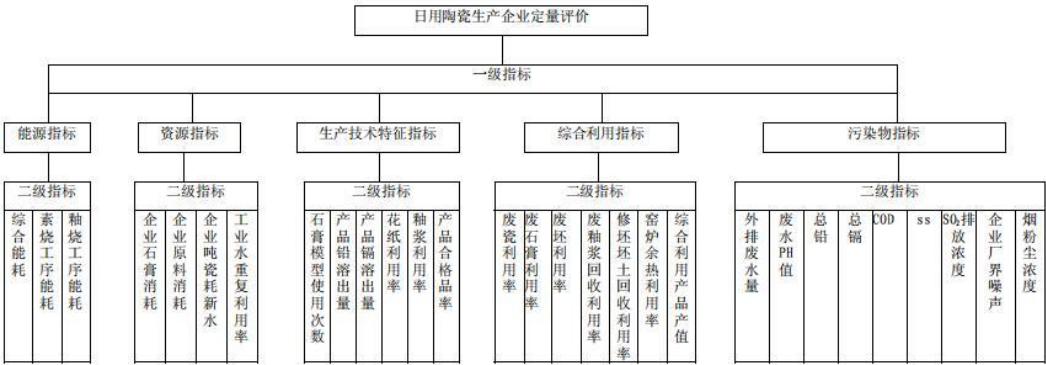 日用陶瓷生产企业定量评价
一级指标
能源指标
资源指标
生产技术特征指标
综合利用指标
污染物指标
二级指标
综合能耗
素烧工序能耗
釉烧工序能耗
二级指标
企业石膏消耗
企业原料消耗
企业吨瓷耗新水
工业水重复利用率
二级指标
石膏模型使用次数
产品铅溶出量
产品镉溶出量
花纸利用率
釉浆利用率
产品合格品率
二级指标
废瓷利用率
废石膏利用率
废坯利用率
废釉浆回收利用率
修坯坯土回收利用率
窑炉余热利用率
综合利用产品产值
二级指标
外排废水量
废水PH值
总铅
总镉
COD
ss
SO₂排放浓度
企业厂界噪声
烟粉尘浓度